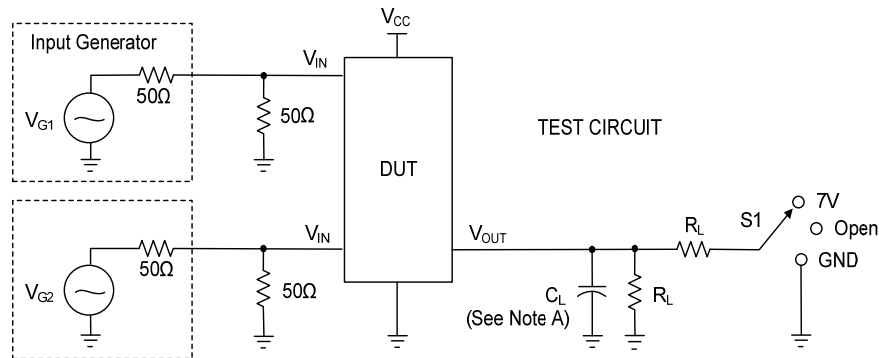 V_CC
Input Generator
V_IN
50Ω
50Ω
V_G1
TEST CIRCUIT
DUT
7V
S1
Open
GND
V_IN
V_OUT
R_L
50Ω
50Ω
V_G2
C_L
R_L
(See Note A)